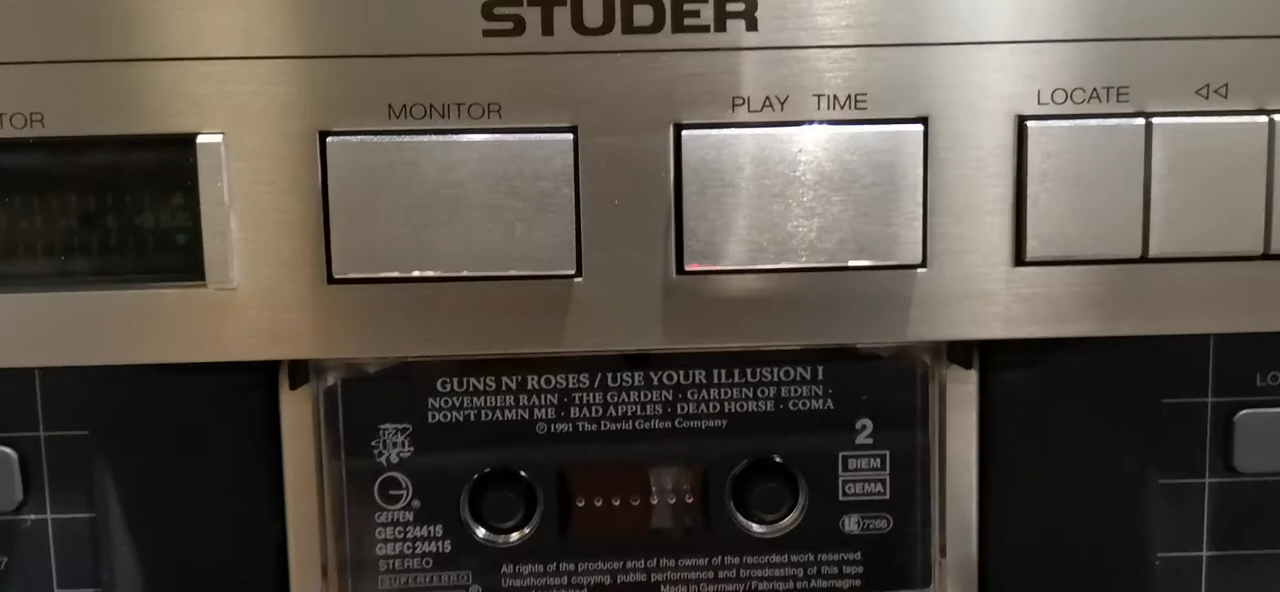 STUDER
TOR
MONITOR
PLAY TIME
LOCATE
GUNS N' ROSES / USE YOUR ILLUSION I
NOVEMBER RAIN · THE GARDEN · GARDEN OF EDEN ·
DON'T DAMN ME · BAD APPLES · DEAD HORSE · COMA
℗ 1991 The David Geffen Company
2
BIEM
GEMA
LC 7266
G®
GEFFEN
GEC 24415
GEFC 24415
STEREO
SUPERFERRO
All rights of the producer and of the owner of the recorded work reserved.
Unauthorised copying, public performance and broadcasting of this tape
Made in Germany / Fabriqué en Allemagne
LO
7